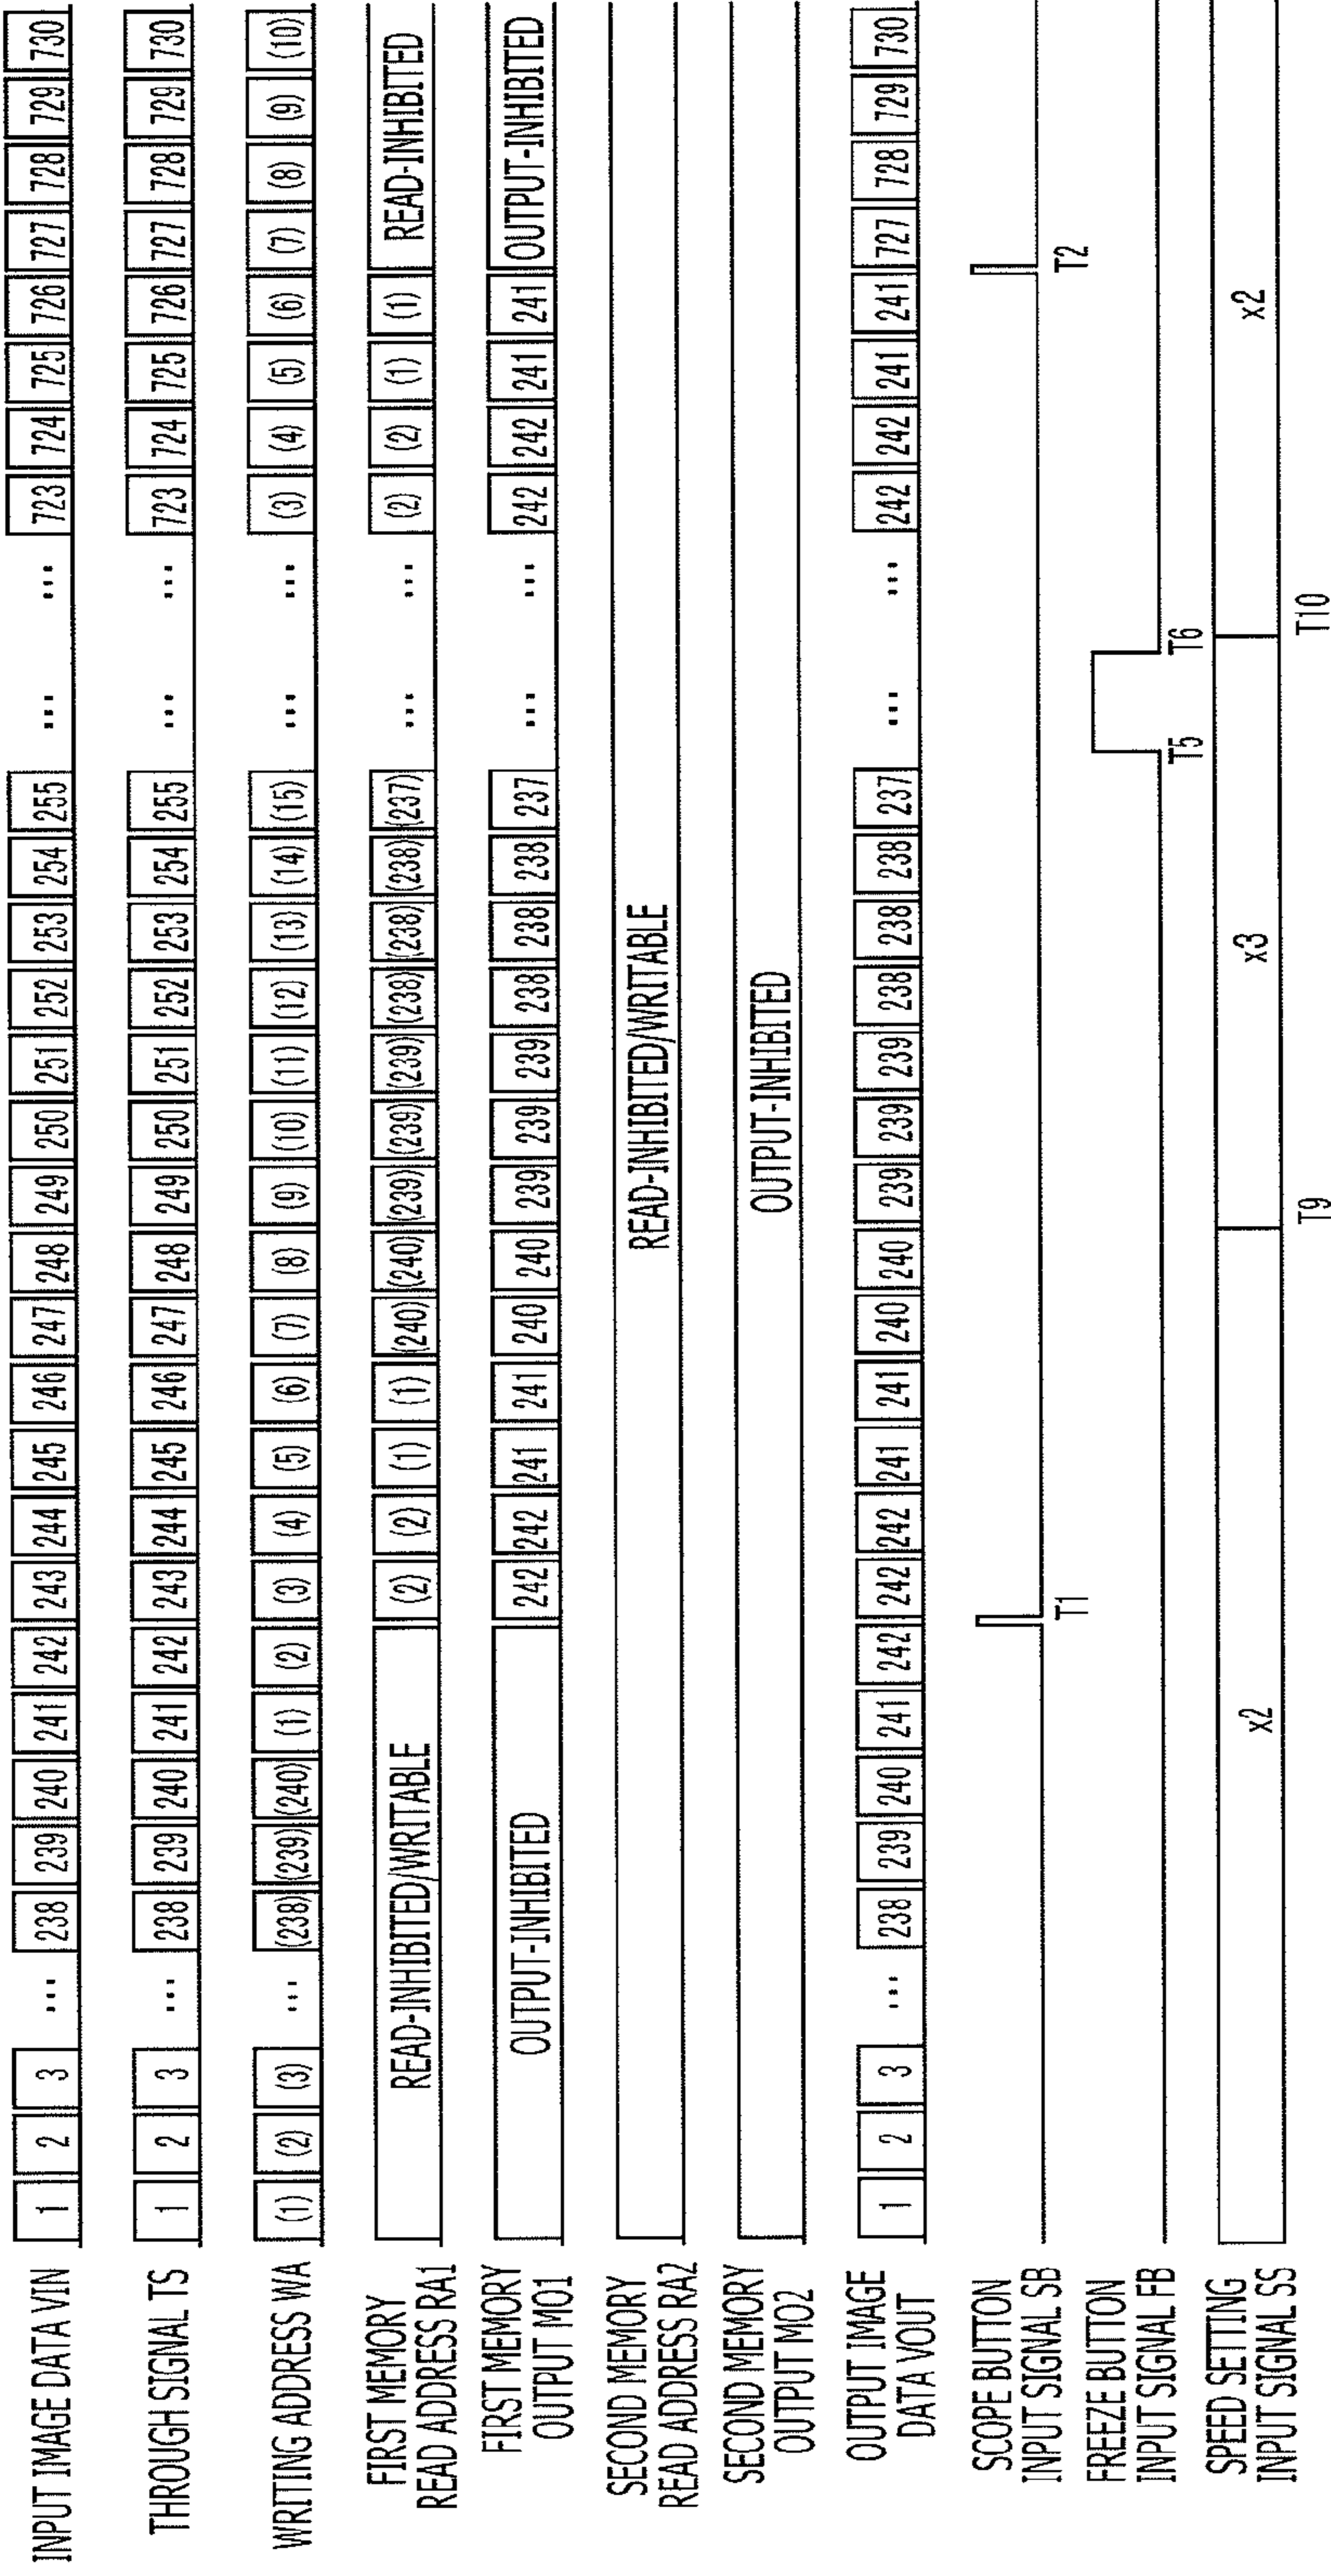 INPUT IMAGE DATA VIN 1 2 3 ... 238 239 240 241 242 243 244 245 246 247 248 249 250 251 252 253 254 255 ... ... 723 724 725 726 727 728 729 730
THROUGH SIGNAL TS 1 2 3 ... 238 239 240 241 242 243 244 245 246 247 248 249 250 251 252 253 254 255 ... ... 723 724 725 726 727 728 729 730
WRITING ADDRESS WA (1) (2) (3) ... (238) (239) (240) (1) (2) (3) (4) (5) (6) (7) (8) (9) (10) (11) (12) (13) (14) (15) ... ... (3) (4) (5) (6) (7) (8) (9) (10)
FIRST MEMORY
READ ADDRESS RA1 READ-INHIBITED/WRITABLE (2) (2) (1) (1) (240) (240) (239) (239) (239) (238) (238) (238) (237) ... ... (2) (2) (1) (1) READ-INHIBITED
FIRST MEMORY
OUTPUT MO1 OUTPUT-INHIBITED 242 242 241 241 240 240 239 239 239 238 238 238 237 ... ... 242 242 241 241 OUTPUT-INHIBITED
SECOND MEMORY
READ ADDRESS RA2 READ-INHIBITED/WRITABLE
SECOND MEMORY
OUTPUT MO2 OUTPUT-INHIBITED
OUTPUT IMAGE
DATA VOUT 1 2 3 ... 238 239 240 241 242 242 242 241 241 240 240 239 239 239 238 238 238 237 ... ... 242 242 241 241 727 728 729 730
SCOPE BUTTON
INPUT SIGNAL SB T1 T2
FREEZE BUTTON
INPUT SIGNAL FB T5 T6
SPEED SETTING
INPUT SIGNAL SS x2 x3 x2
T9 T10